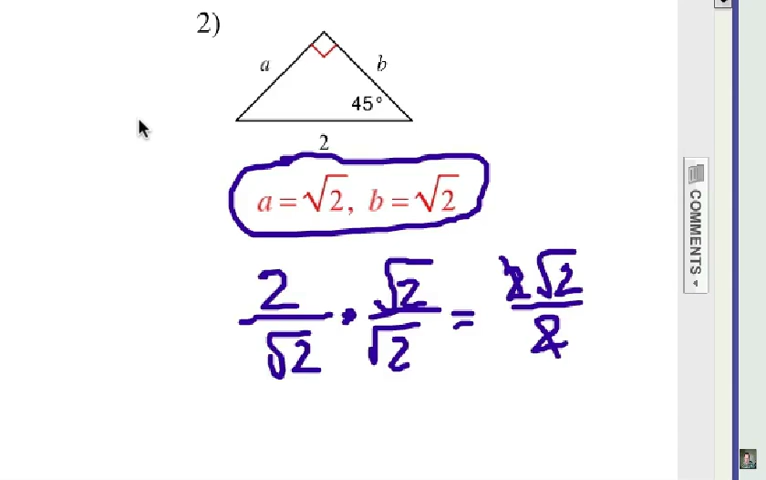 2)
a
b
45°
2
a = √2, b = √2
2/√2 · √2/√2 = 2√2/2
COMMENTS